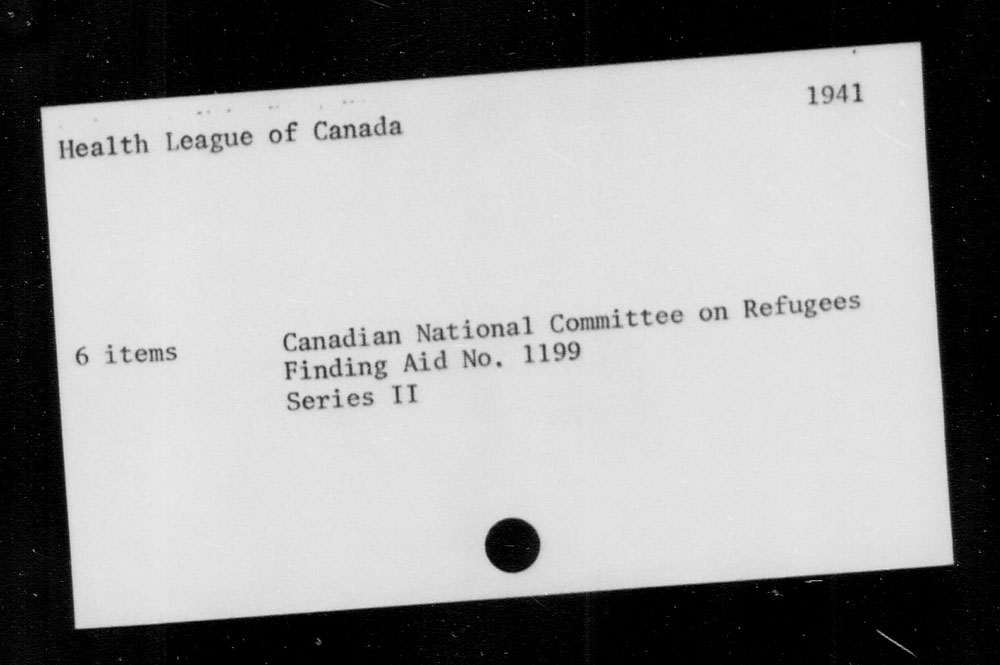 1941
Health League of Canada
6 items
Canadian National Committee on Refugees
Finding Aid No. 1199
Series II